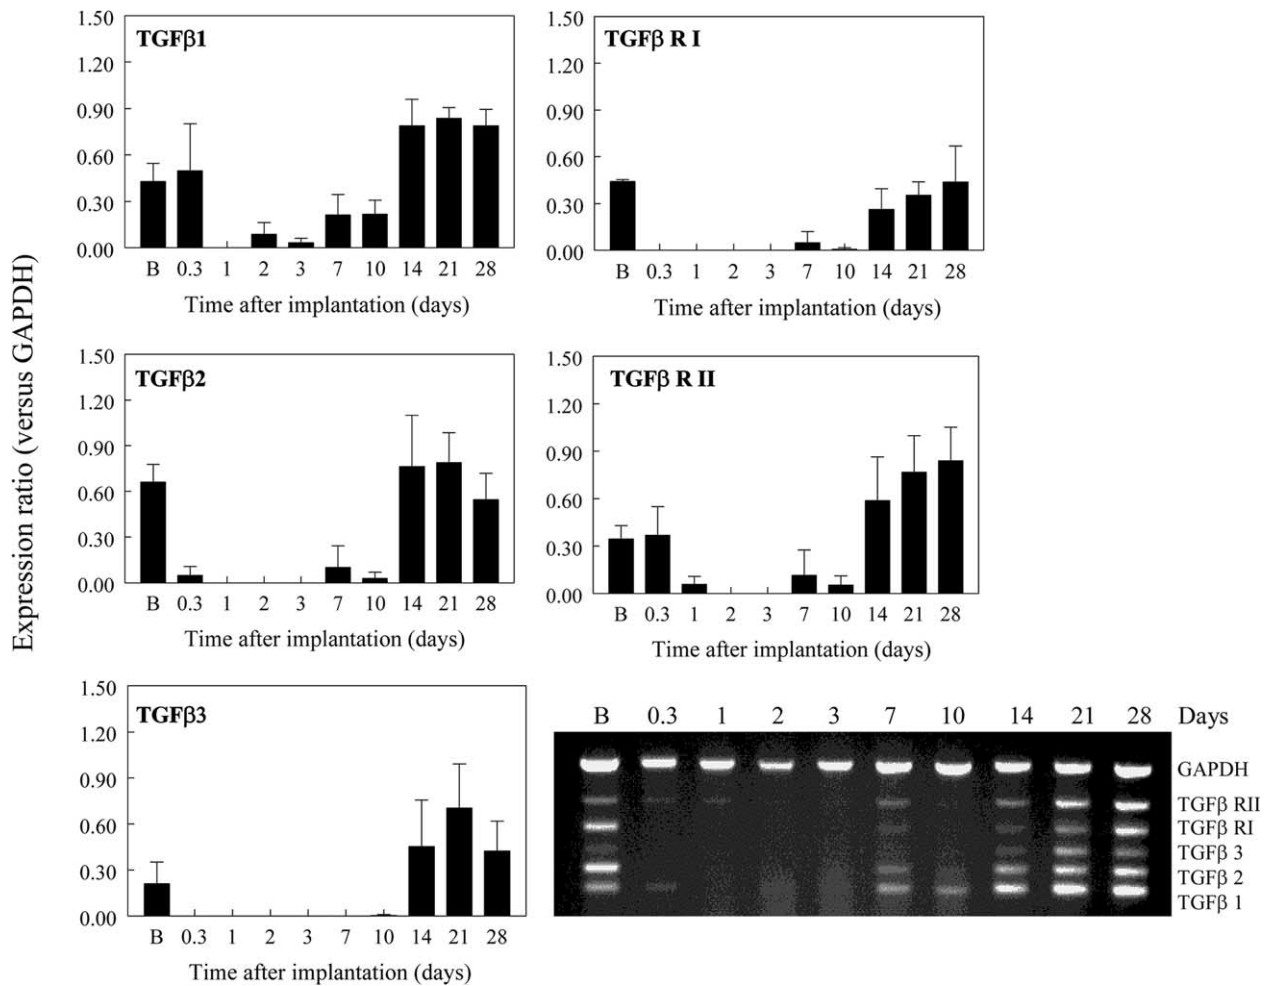 Expression ratio (versus GAPDH)
TGFβ1
1.50
1.20
0.90
0.60
0.30
0.00
B 0.3 1 2 3 7 10 14 21 28
Time after implantation (days)
TGFβ R I
1.50
1.20
0.90
0.60
0.30
0.00
B 0.3 1 2 3 7 10 14 21 28
Time after implantation (days)
TGFβ2
1.50
1.20
0.90
0.60
0.30
0.00
B 0.3 1 2 3 7 10 14 21 28
Time after implantation (days)
TGFβ R II
1.50
1.20
0.90
0.60
0.30
0.00
B 0.3 1 2 3 7 10 14 21 28
Time after implantation (days)
TGFβ3
1.50
1.20
0.90
0.60
0.30
0.00
B 0.3 1 2 3 7 10 14 21 28
Time after implantation (days)
B 0.3 1 2 3 7 10 14 21 28 Days
GAPDH
TGFβ RII
TGFβ RI
TGFβ 3
TGFβ 2
TGFβ 1